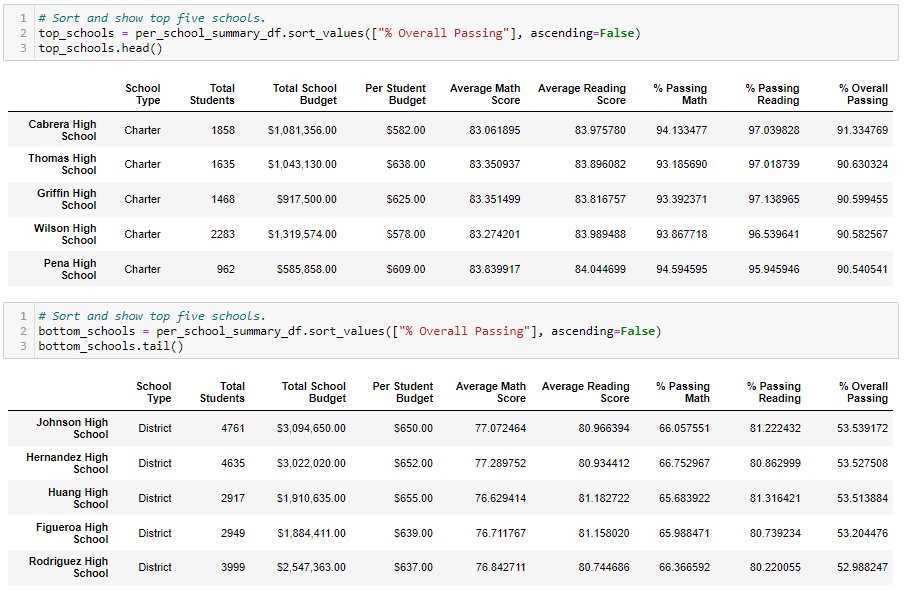 1 # Sort and show top five schools.
2 top_schools = per_school_summary_df.sort_values(["% Overall Passing"], ascending=False)
3 top_schools.head()
School Type Total Students Total School Budget Per Student Budget Average Math Score Average Reading Score % Passing Math % Passing Reading % Overall Passing
Cabrera High School Charter 1858 $1,081,356.00 $582.00 83.061895 83.975780 94.133477 97.039828 91.334769
Thomas High School Charter 1635 $1,043,130.00 $638.00 83.350937 83.896082 93.185690 97.018739 90.630324
Griffin High School Charter 1468 $917,500.00 $625.00 83.351499 83.816757 93.392371 97.138965 90.599455
Wilson High School Charter 2283 $1,319,574.00 $578.00 83.274201 83.989488 93.867718 96.539641 90.582567
Pena High School Charter 962 $585,858.00 $609.00 83.839917 84.044699 94.594595 95.945946 90.540541
1 # Sort and show top five schools.
2 bottom_schools = per_school_summary_df.sort_values(["% Overall Passing"], ascending=False)
3 bottom_schools.tail()
School Type Total Students Total School Budget Per Student Budget Average Math Score Average Reading Score % Passing Math % Passing Reading % Overall Passing
Johnson High School District 4761 $3,094,650.00 $650.00 77.072464 80.966394 66.057551 81.222432 53.539172
Hernandez High School District 4635 $3,022,020.00 $652.00 77.289752 80.934412 66.752967 80.862999 53.527508
Huang High School District 2917 $1,910,635.00 $655.00 76.629414 81.182722 65.683922 81.316421 53.513884
Figueroa High School District 2949 $1,884,411.00 $639.00 76.711767 81.158020 65.988471 80.739234 53.204476
Rodriguez High School District 3999 $2,547,363.00 $637.00 76.842711 80.744686 66.366592 80.220055 52.988247